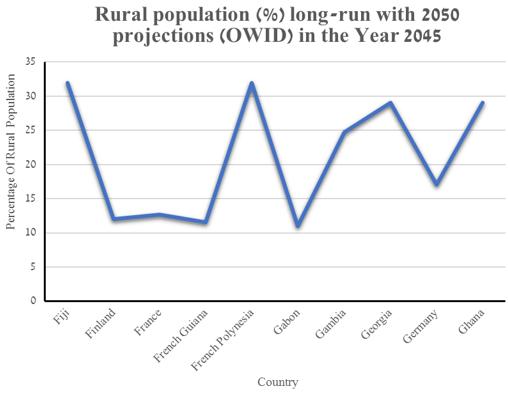 Rural population (%) long-run with 2050
projections (OWID) in the Year 2045
Percentage Of Rural Population
35
30
25
20
15
10
5
0
Fiji
Finland
France
French Guiana
French Polynesia
Gabon
Gambia
Georgia
Germany
Ghana
Country